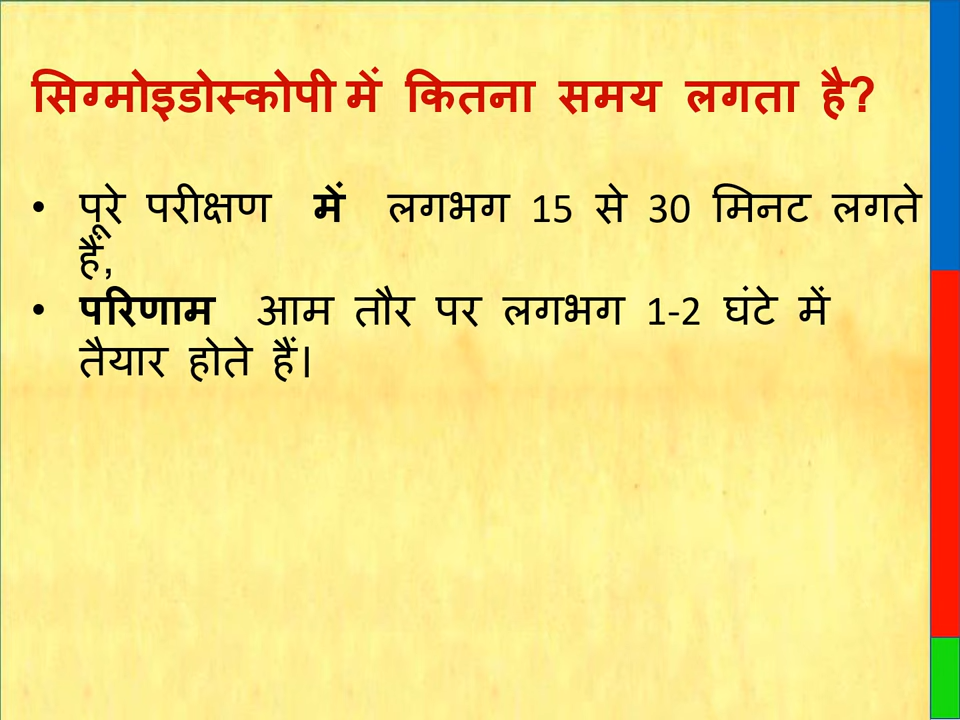 सिग्मोइडोस्कोपी में कितना समय लगता है?
• पूरे परीक्षण में लगभग 15 से 30 मिनट लगते
हैं,
• परिणाम आम तौर पर लगभग 1-2 घंटे में
तैयार होते हैं।